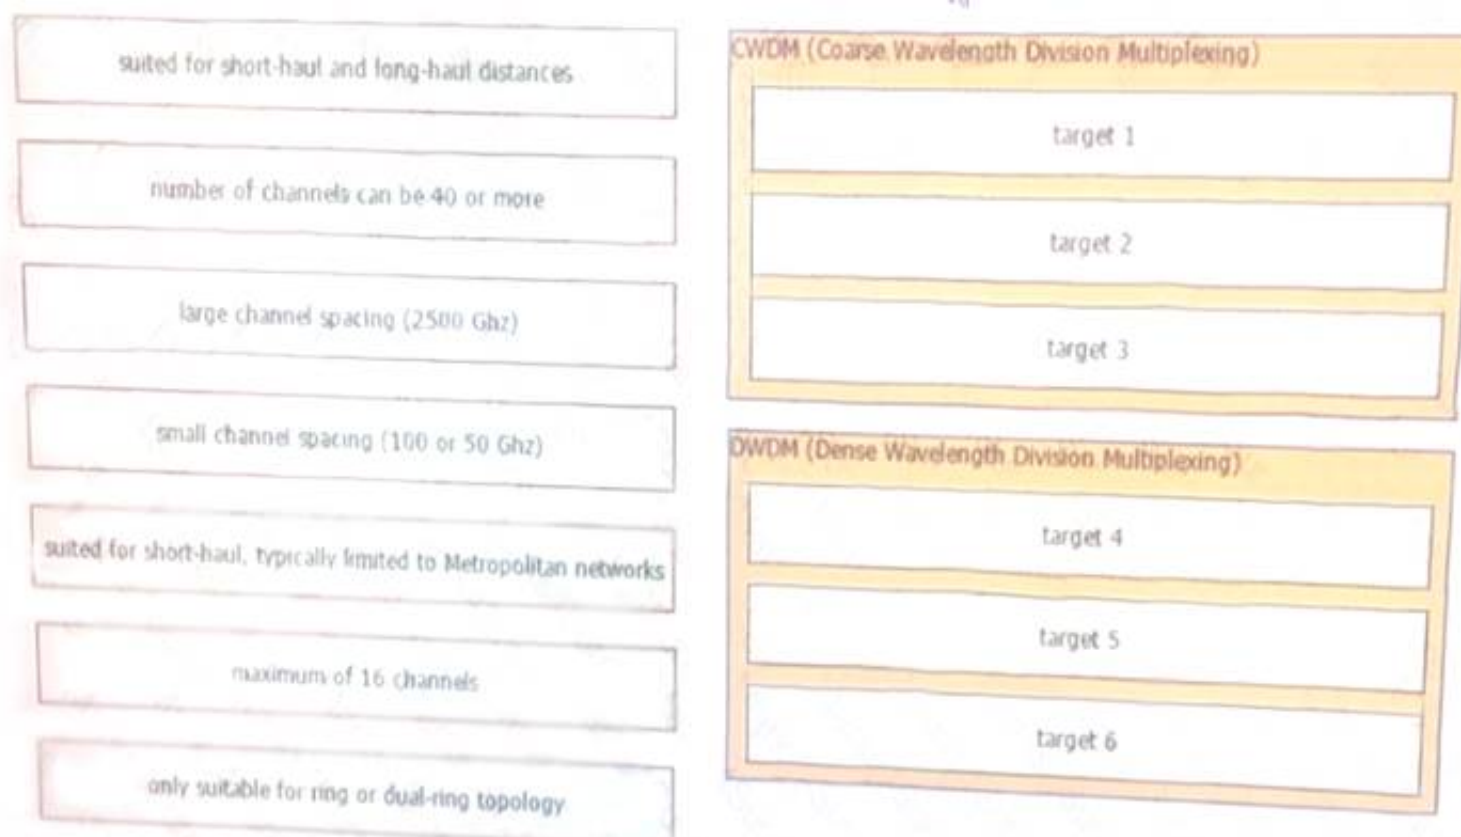 suited for short-haul and long-haul distances
number of channels can be 40 or more
large channel spacing (2500 Ghz)
small channel spacing (100 or 50 Ghz)
suited for short-haul, typically limited to Metropolitan networks
maximum of 16 channels
only suitable for ring or dual-ring topology
CWDM (Coarse Wavelength Division Multiplexing)
target 1
target 2
target 3
DWDM (Dense Wavelength Division Multiplexing)
target 4
target 5
target 6